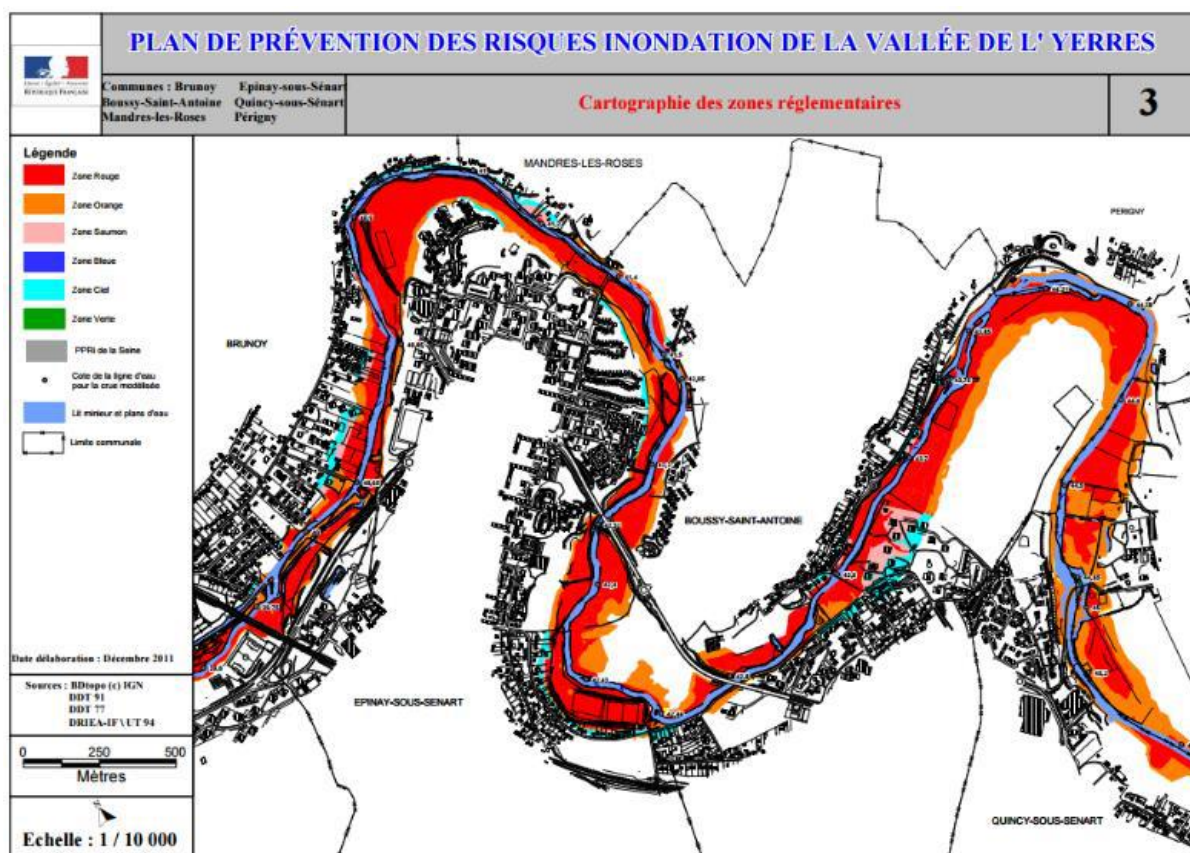 PLAN DE PRÉVENTION DES RISQUES INONDATION DE LA VALLÉE DE L' YERRES
RÉPUBLIQUE FRANÇAISE
Communes : Brunoy Epinay-sous-Sénart
Boussy-Saint-Antoine Quincy-sous-Sénart
Mandres-les-Roses Périgny
Cartographie des zones réglementaires
3
Légende
Zone Rouge
Zone Orange
Zone Saumon
Zone Bleue
Zone Ciel
Zone Verte
PPRI de la Seine
Cote de la ligne d'eau
pour la crue modélisée
Lit mineur et plans d'eau
Limite communale
Date délaboration : Décembre 2011
Sources : BDtopo (c) IGN
DDT 91
DDT 77
DRIEA-IF \ UT 94
0 250 500
Mètres
Echelle : 1 / 10 000
MANDRES-LES-ROSES
PERIGNY
BRUNOY
BOUSSY-SAINT-ANTOINE
EPINAY-SOUS-SENART
QUINCY-SOUS-SENART